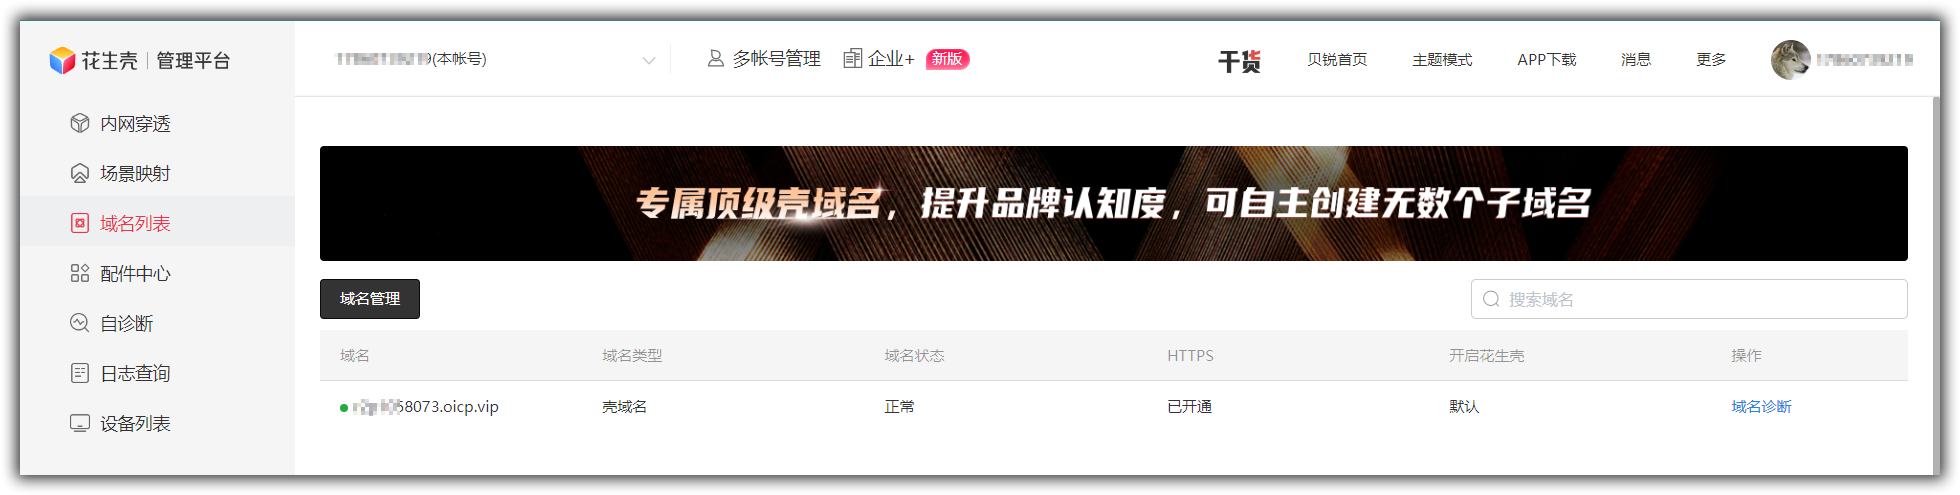 花生壳 | 管理平台
9(本帐号)
多帐号管理
企业+ 新版
干货
贝锐首页
主题模式
APP下载
消息
更多
内网穿透
场景映射
域名列表
配件中心
自诊断
日志查询
设备列表
专属顶级壳域名，提升品牌认知度，可自主创建无数个子域名
域名管理
搜索域名
域名 域名类型 域名状态 HTTPS 开启花生壳 操作
58073.oicp.vip 壳域名 正常 已开通 默认 域名诊断